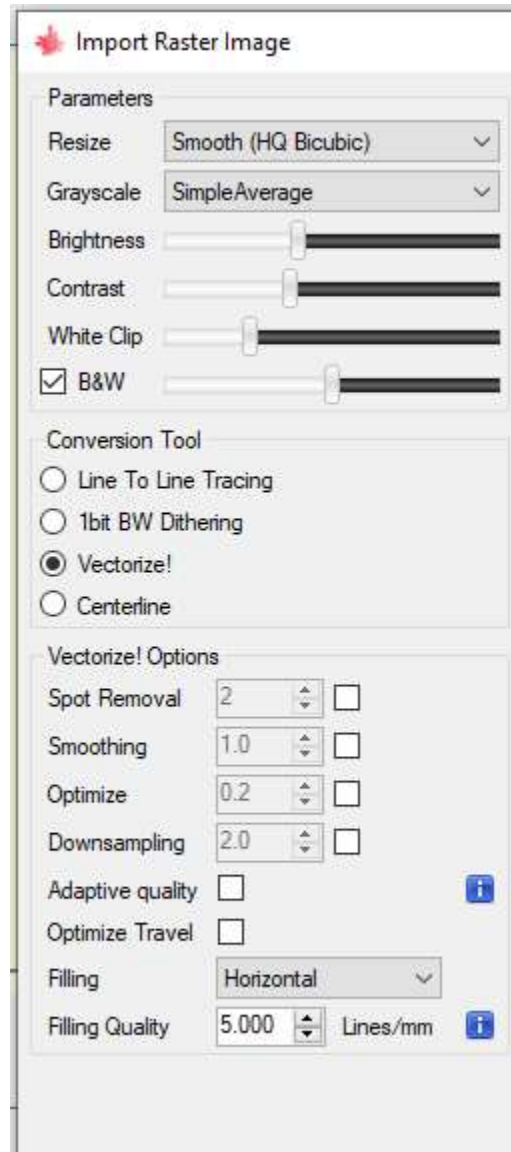 Import Raster Image
Parameters
Resize Smooth (HQ Bicubic)
Grayscale SimpleAverage
Brightness
Contrast
White Clip
B&W
Conversion Tool
Line To Line Tracing
1bit BW Dithering
Vectorize!
Centerline
Vectorize! Options
Spot Removal 2
Smoothing 1.0
Optimize 0.2
Downsampling 2.0
Adaptive quality
Optimize Travel
Filling Horizontal
Filling Quality 5.000 Lines/mm